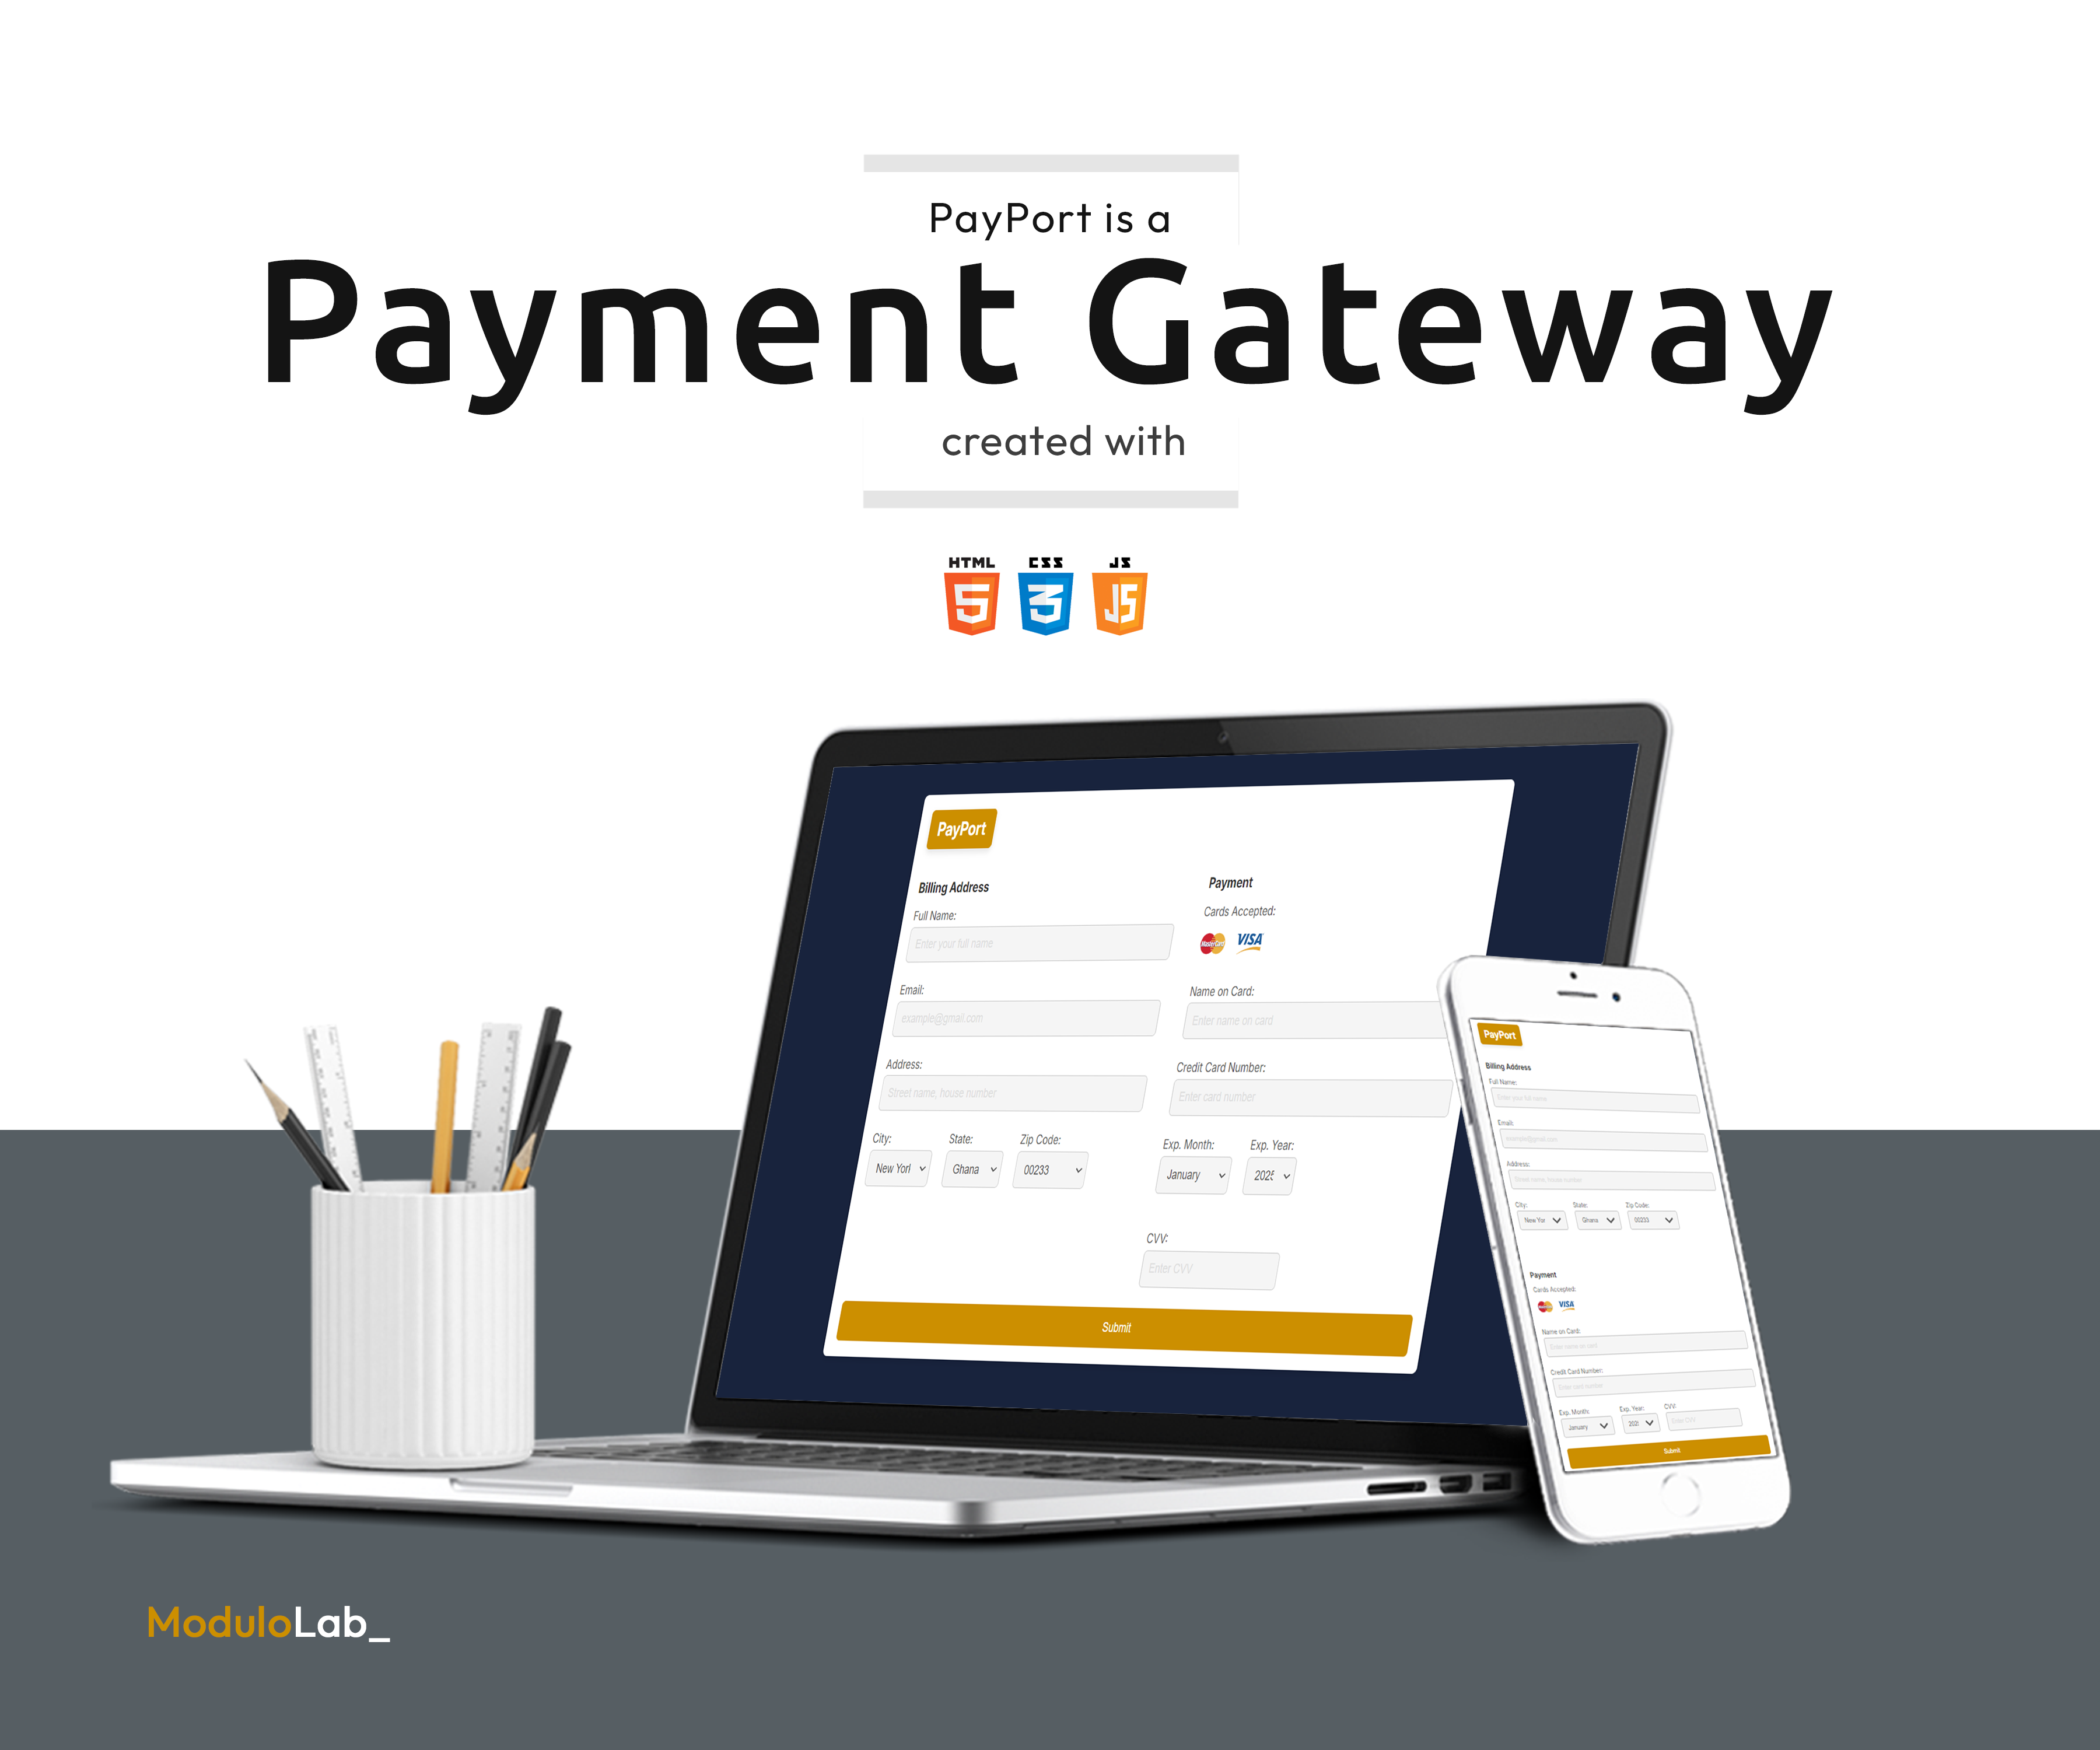 PayPort is a
Payment Gateway
created with
HTML CSS JS
5 3 JS
PayPort
Billing Address
Full Name:
Enter your full name
Email:
example@gmail.com
Address:
Street name, house number
City: State: Zip Code:
New Yorl Ghana 00233
Payment
Cards Accepted:
MasterCard VISA
Name on Card:
Enter name on card
Credit Card Number:
Enter card number
Exp. Month: Exp. Year:
January 2025
CVV:
Enter CVV
Submit
PayPort
Billing Address
Full Name:
Enter your full name
Email:
example@gmail.com
Address:
Street name, house number
City: State: Zip Code:
New Yor Ghana 00233
Payment
Cards Accepted:
VISA
Name on Card:
Enter name on card
Credit Card Number:
Enter card number
Exp. Month: Exp. Year: CVV
January 202
Enter CVV
Submit
ModuloLab_